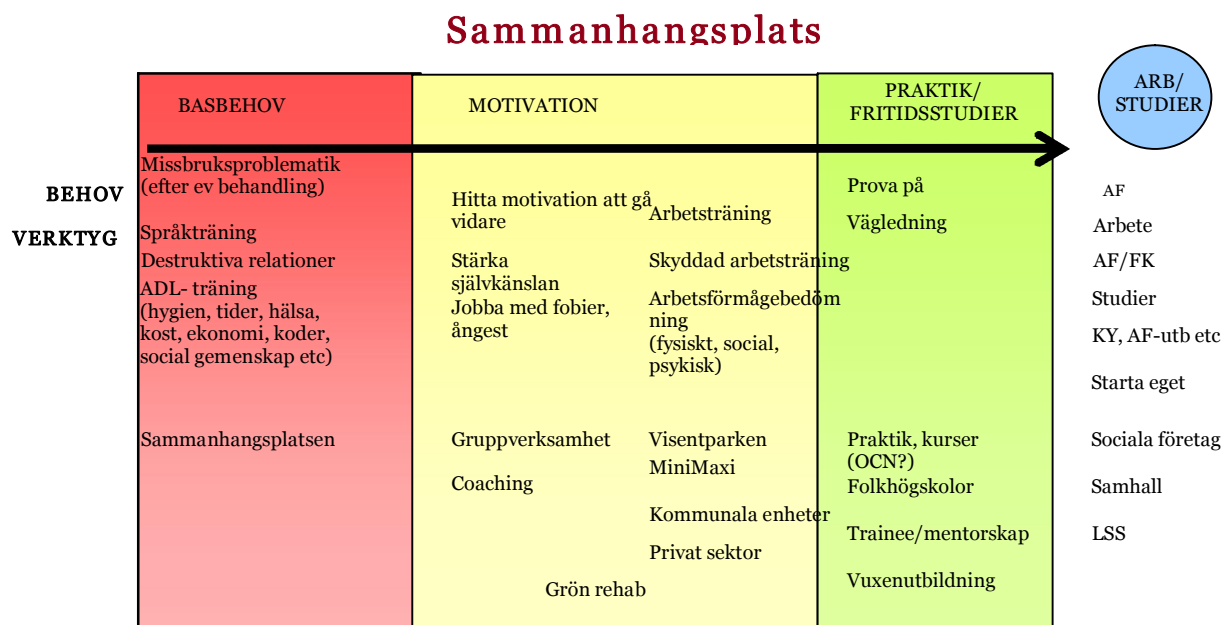 Sammanhangsplats
BASBEHOV
MOTIVATION
PRAKTIK/
FRITIDSSTUDIER
ARB/
STUDIER
BEHOV
VERKTYG
Missbruksproblematik
(efter ev behandling)
Språkträning
Destruktiva relationer
ADL- träning
(hygien, tider, hälsa,
kost, ekonomi, koder,
social gemenskap etc)
Sammanhangsplatsen
Hitta motivation att gå
vidare
Stärka
självkänslan
Jobba med fobier,
ångest
Gruppverksamhet
Coaching
Arbetsträning
Skyddad arbetsträning
Arbetsförmågebedöm
ning
(fysiskt, social,
psykisk)
Visentparken
MiniMaxi
Kommunala enheter
Privat sektor
Grön rehab
Prova på
Vägledning
Praktik, kurser
(OCN?)
Folkhögskolor
Trainee/mentorskap
Vuxenutbildning
AF
Arbete
AF/FK
Studier
KY, AF-utb etc
Starta eget
Sociala företag
Samhall
LSS